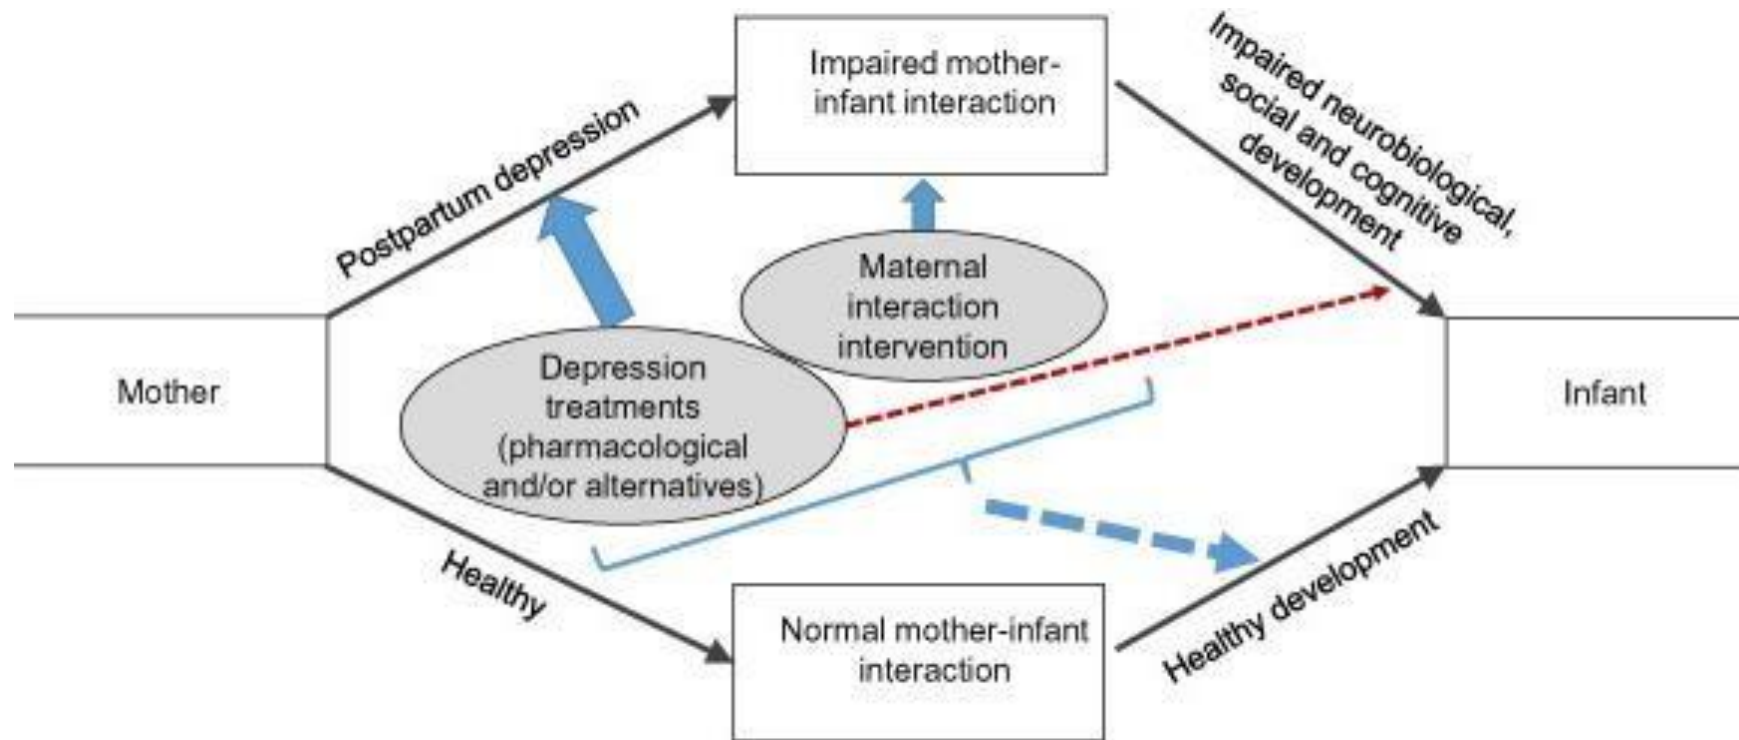 Impaired mother-
infant interaction
Impaired neurobiological,
social and cognitive
development
Postpartum depression
Maternal
interaction
intervention
Mother
Depression
treatments
(pharmacological
and/or alternatives)
Infant
Healthy
Normal mother-infant
interaction
Healthy development